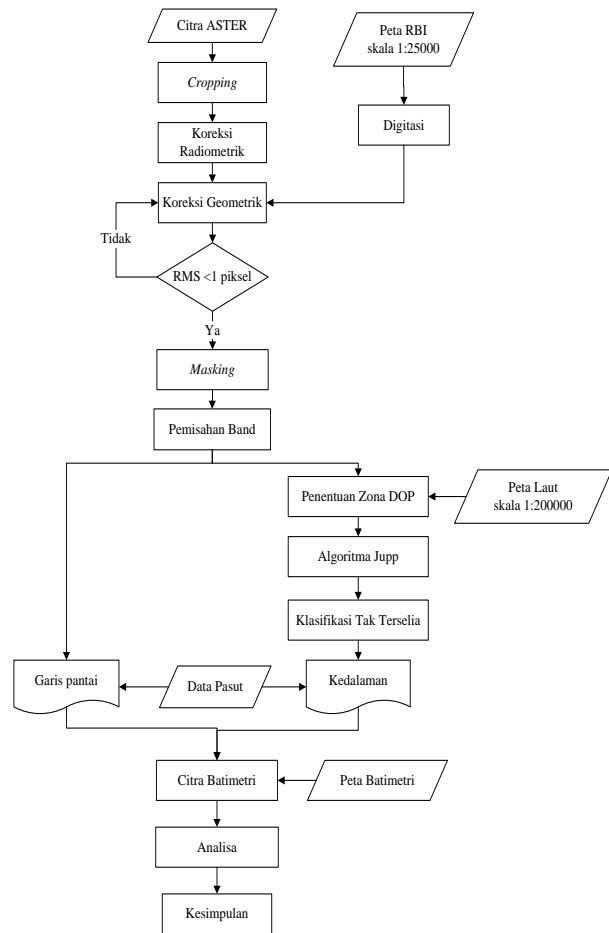 Citra ASTER
Peta RBI
skala 1:25000
Cropping
Digitasi
Koreksi
Radiometrik
Koreksi Geometrik
Tidak
RMS <1 piksel
Ya
Masking
Pemisahan Band
Penentuan Zona DOP
Peta Laut
skala 1:200000
Algoritma Jupp
Klasifikasi Tak Terselia
Garis pantai
Data Pasut
Kedalaman
Citra Batimetri
Peta Batimetri
Analisa
Kesimpulan